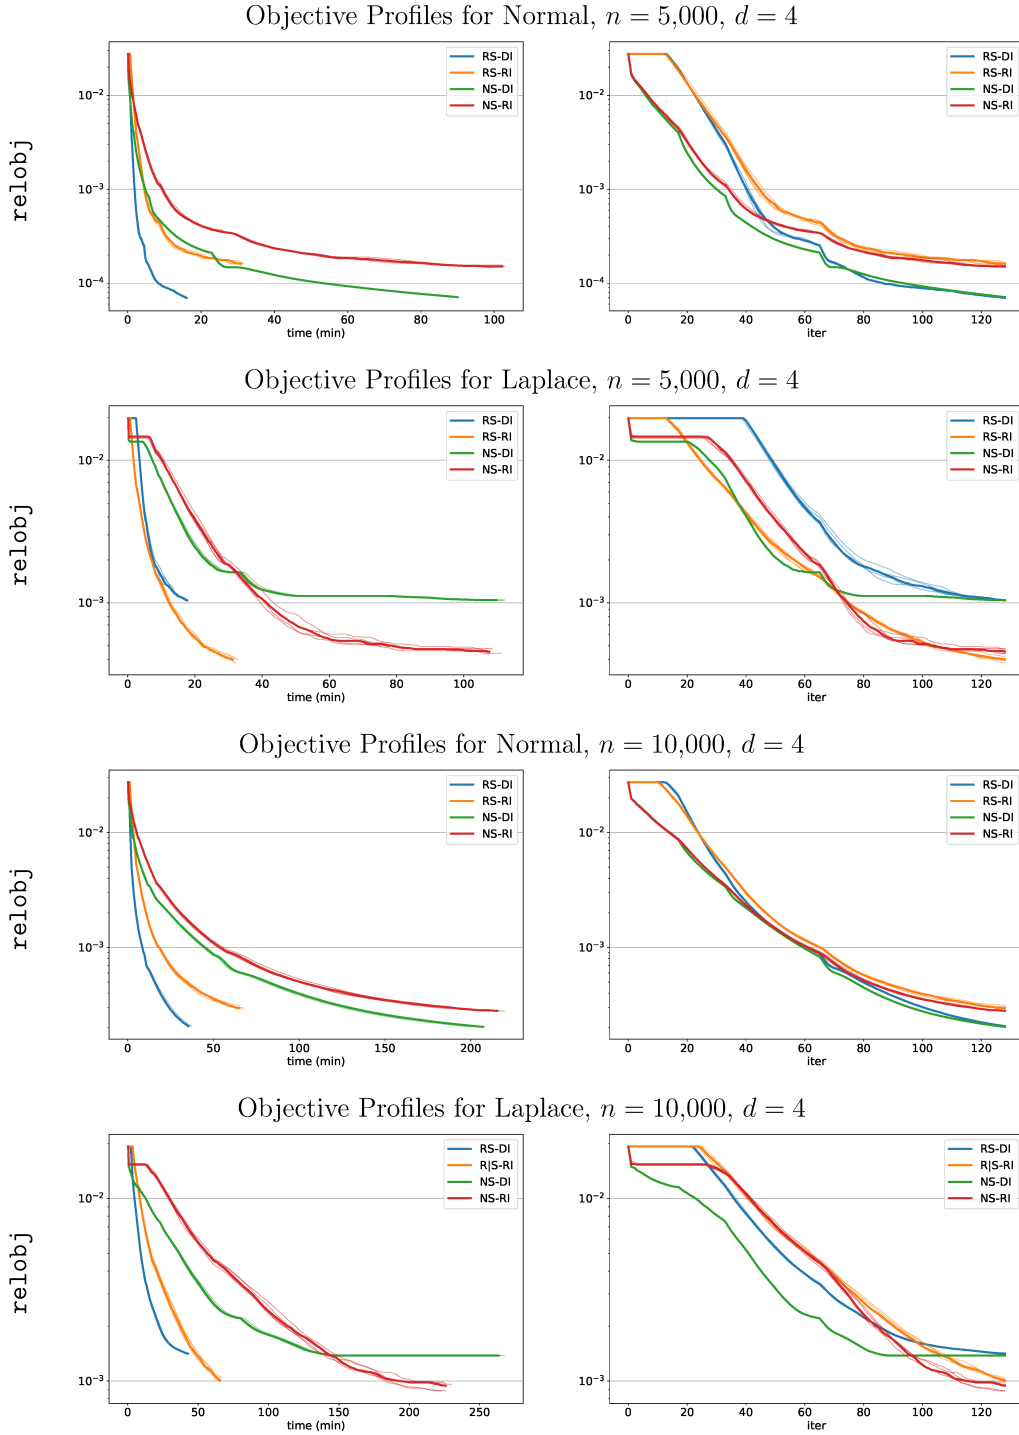 Objective Profiles for Normal, n = 5,000, d = 4
relobj
10⁻²
10⁻³
10⁻⁴
RS-DI
RS-RI
NS-DI
NS-RI
0 20 40 60 80 100
time (min)
10⁻²
10⁻³
10⁻⁴
RS-DI
RS-RI
NS-DI
NS-RI
0 20 40 60 80 100 120
iter
Objective Profiles for Laplace, n = 5,000, d = 4
relobj
10⁻²
10⁻³
RS-DI
RS-RI
NS-DI
NS-RI
0 20 40 60 80 100
time (min)
10⁻²
10⁻³
RS-DI
RS-RI
NS-DI
NS-RI
0 20 40 60 80 100 120
iter
Objective Profiles for Normal, n = 10,000, d = 4
relobj
10⁻²
10⁻³
RS-DI
RS-RI
NS-DI
NS-RI
0 50 100 150 200
time (min)
10⁻²
10⁻³
RS-DI
RS-RI
NS-DI
NS-RI
0 20 40 60 80 100 120
iter
Objective Profiles for Laplace, n = 10,000, d = 4
relobj
10⁻²
10⁻³
RS-DI
R|S-RI
NS-DI
NS-RI
0 50 100 150 200 250
time (min)
10⁻²
10⁻³
RS-DI
R|S-RI
NS-DI
NS-RI
0 20 40 60 80 100 120
iter